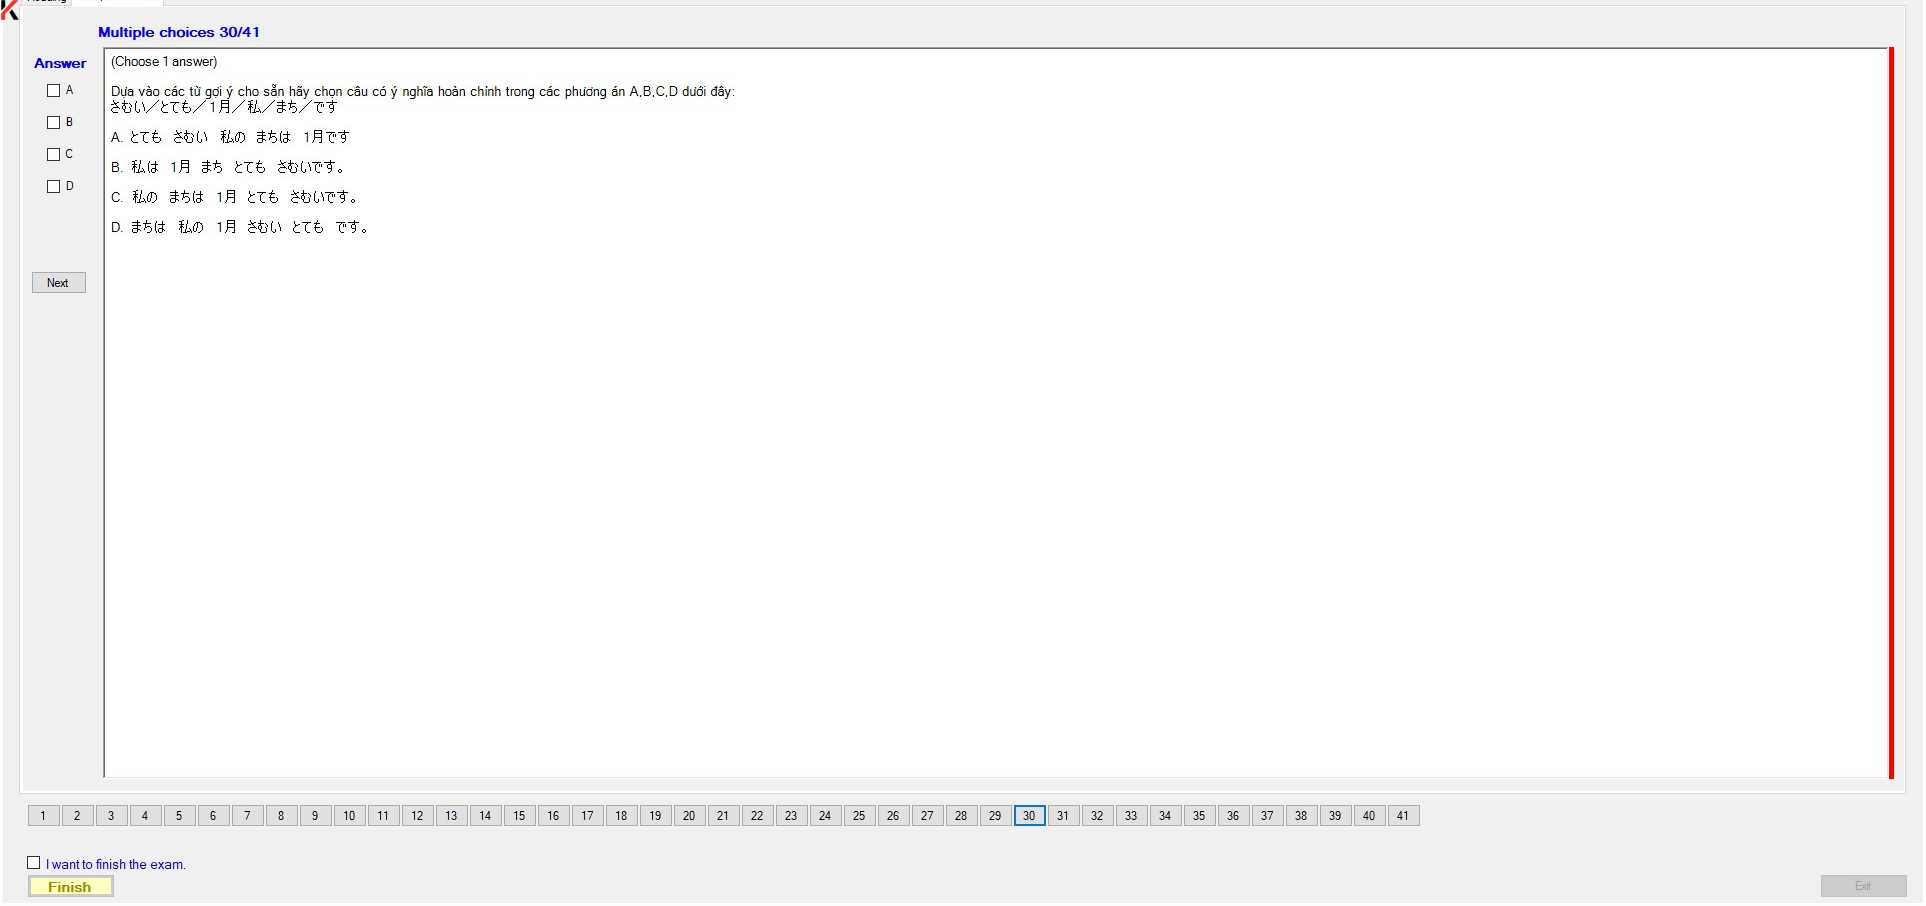 Multiple choices 30/41
Answer
(Choose 1 answer)
A
B
C
D
Next
Dựa vào các từ gợi ý cho sẵn hãy chọn câu có ý nghĩa hoàn chỉnh trong các phương án A,B,C,D dưới đây:
さむい／とても／1月／私／まち／です
A. とても さむい 私の まちは 1月です
B. 私は 1月 まち とても さむいです。
C. 私の まちは 1月 とても さむいです。
D. まちは 私の 1月 さむい とても です。
1 2 3 4 5 6 7 8 9 10 11 12 13 14 15 16 17 18 19 20 21 22 23 24 25 26 27 28 29 30 31 32 33 34 35 36 37 38 39 40 41
I want to finish the exam.
Finish
Exit